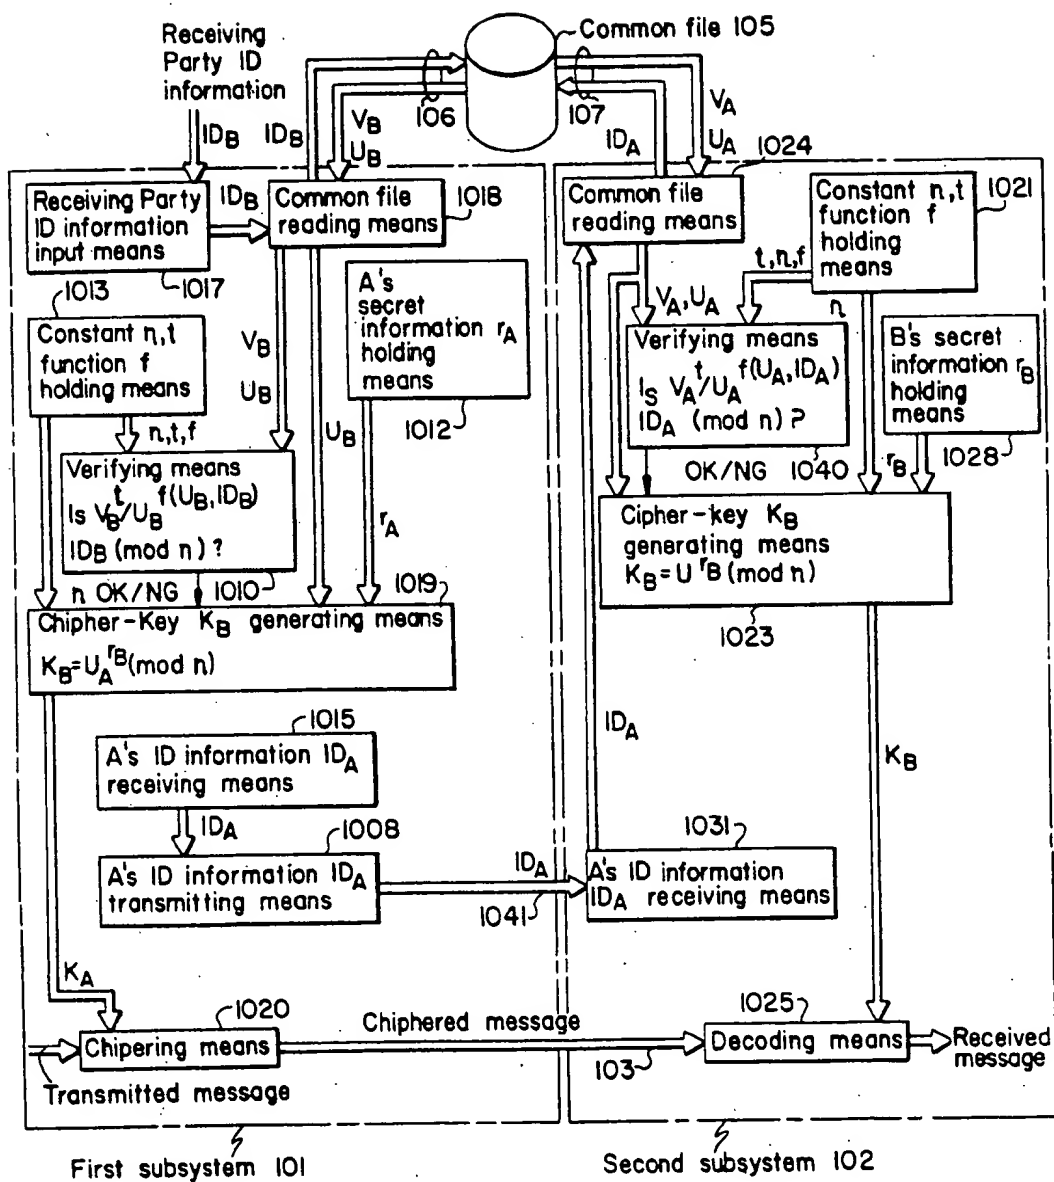 Receiving
Party ID
information
Common file 105
106
107
IDB
IDB
VB
UB
IDA
VA
UA
1024
Receiving Party
ID information
input means
1017
IDB
Common file
reading means
1018
Common file
reading means
Constant n,t
function f
holding
means
1021
1013
Constant n,t
function f
holding means
VB
UB
A's
secret
information rA
holding
means
1012
t,n,f
VA,UA
n
Verifying means
Is VA^t/UA^f(UA,IDA)
IDA (mod n)?
1040
B's secret
information rB
holding
means
1028
n,t,f
UB
Verifying means
Is VB^t/UB^f(UB,IDB)
IDB (mod n)?
1010
rA
OK/NG
rB
Cipher-key KB
generating means
KB=U^rB(mod n)
1023
n OK/NG
1019
Chipher-Key KB generating means
KB=UA^rB(mod n)
1015
A's ID information IDA
receiving means
IDA
KB
IDA
1008
A's ID information IDA
transmitting means
IDA
1041
1031
A's ID information
IDA receiving means
KA
1020
Chipering means
Chiphered message
103
1025
Decoding means
Received
message
Transmitted message
First subsystem 101
Second subsystem 102